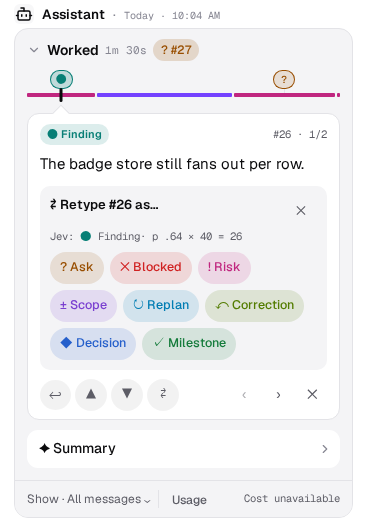 Assistant · Today · 10:04 AM
Worked 1m 30s ? #27
?
Finding #26 · 1/2
The badge store still fans out per row.
Retype #26 as…
Jev: Finding· p .64 × 40 = 26
? Ask Blocked ! Risk
± Scope Replan Correction
Decision ✓ Milestone
Summary
Show · All messages Usage Cost unavailable